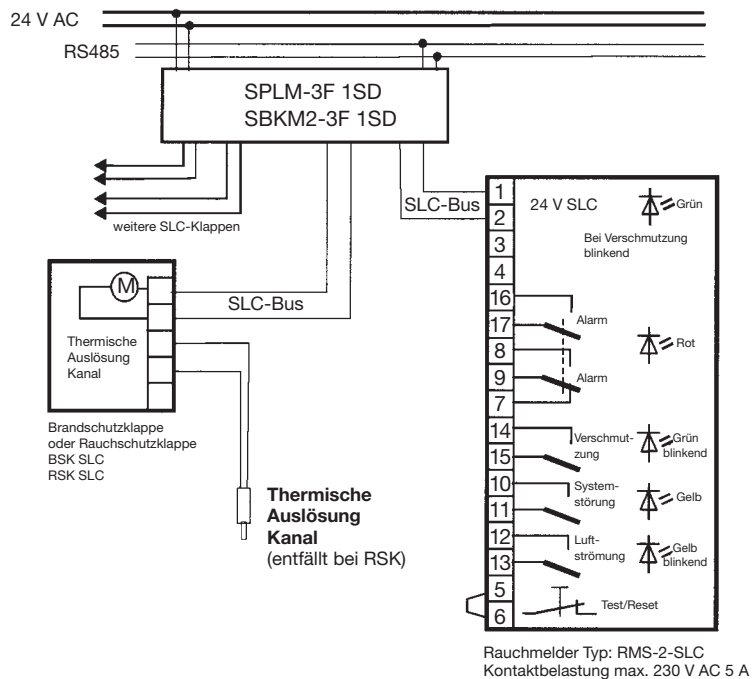 24 V AC
RS485
SPLM-3F 1SD
SBKM2-3F 1SD
weitere SLC-Klappen
SLC-Bus
M
SLC-Bus
Thermische
Auslösung
Kanal
Brandschutzklappe
oder Rauchschutzklappe
BSK SLC
RSK SLC
Thermische
Auslösung
Kanal
(entfällt bei RSK)
1
2
3
4
16
17
8
9
7
14
15
10
11
12
13
5
6
24 V SLC
Grün
Bei Verschmutzung
blinkend
Alarm
Rot
Alarm
Verschmut-
zung
Grün
blinkend
System-
störung
Gelb
Luft-
strömung
Gelb
blinkend
Test/Reset
Rauchmelder Typ: RMS-2-SLC
Kontaktbelastung max. 230 V AC 5 A